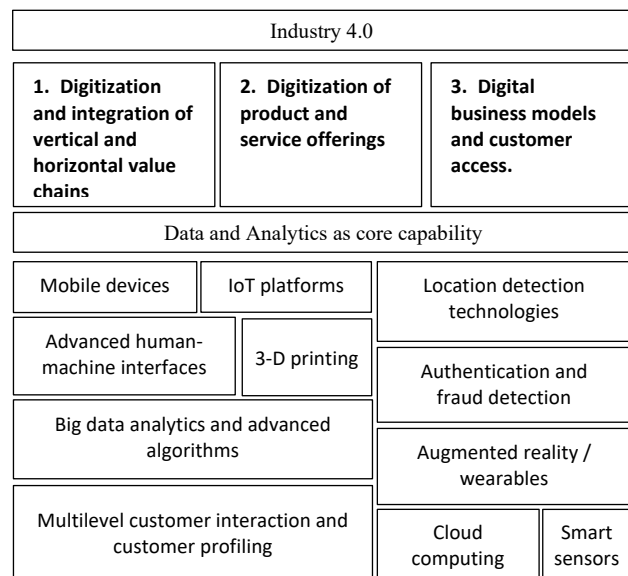 Industry 4.0
1. Digitization
and integration of
vertical and
horizontal value
chains
2. Digitization of
product and
service offerings
3. Digital
business models
and customer
access.
Data and Analytics as core capability
Mobile devices
IoT platforms
Location detection
technologies
Advanced human-
machine interfaces
3-D printing
Authentication and
fraud detection
Big data analytics and advanced
algorithms
Augmented reality /
wearables
Multilevel customer interaction and
customer profiling
Cloud
computing
Smart
sensors